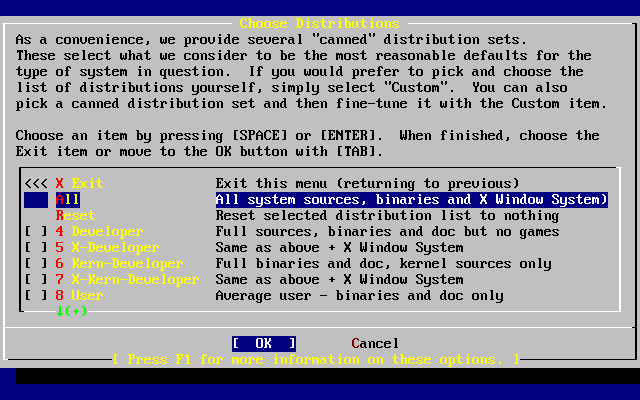 Choose Distributions
As a convenience, we provide several "canned" distribution sets.
These select what we consider to be the most reasonable defaults for the
type of system in question.  If you would prefer to pick and choose the
list of distributions yourself, simply select "Custom".  You can also
pick a canned distribution set and then fine-tune it with the Custom item.
Choose an item by pressing [SPACE] or [ENTER].  When finished, choose the
Exit item or move to the OK button with [TAB].
<<< X Exit Exit this menu (returning to previous)
All All system sources, binaries and X Window System)
Reset Reset selected distribution list to nothing
[ ] 4 Developer Full sources, binaries and doc but no games
[ ] 5 X-Developer Same as above + X Window System
[ ] 6 Kern-Developer Full binaries and doc, kernel sources only
[ ] 7 X-Kern-Developer Same as above + X Window System
[ ] 8 User Average user - binaries and doc only
↓(+)
[ OK ] Cancel
[ Press F1 for more information on these options. ]